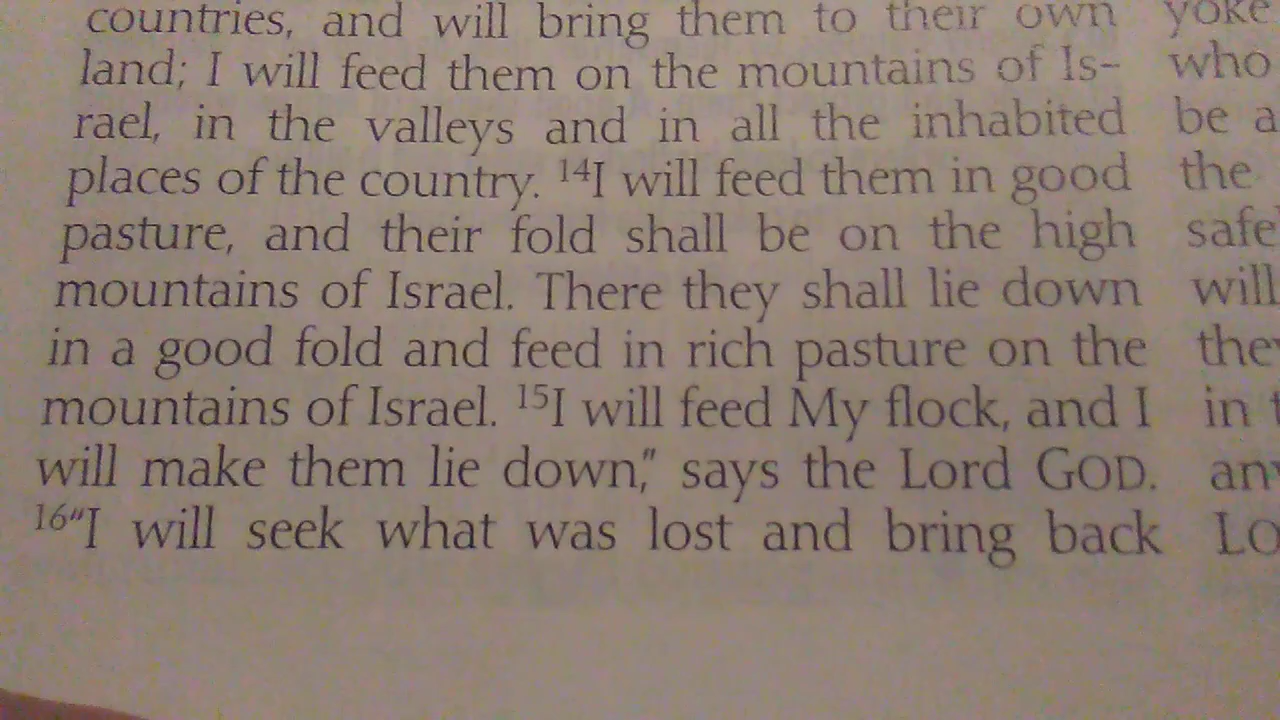 countries, and will bring them to their own
land; I will feed them on the mountains of Is-
rael, in the valleys and in all the inhabited
places of the country. 14I will feed them in good
pasture, and their fold shall be on the high
mountains of Israel. There they shall lie down
in a good fold and feed in rich pasture on the
mountains of Israel. 15I will feed My flock, and I
will make them lie down," says the Lord GOD.
16"I will seek what was lost and bring back
yoke
who
be a
the
safe
will
they
in